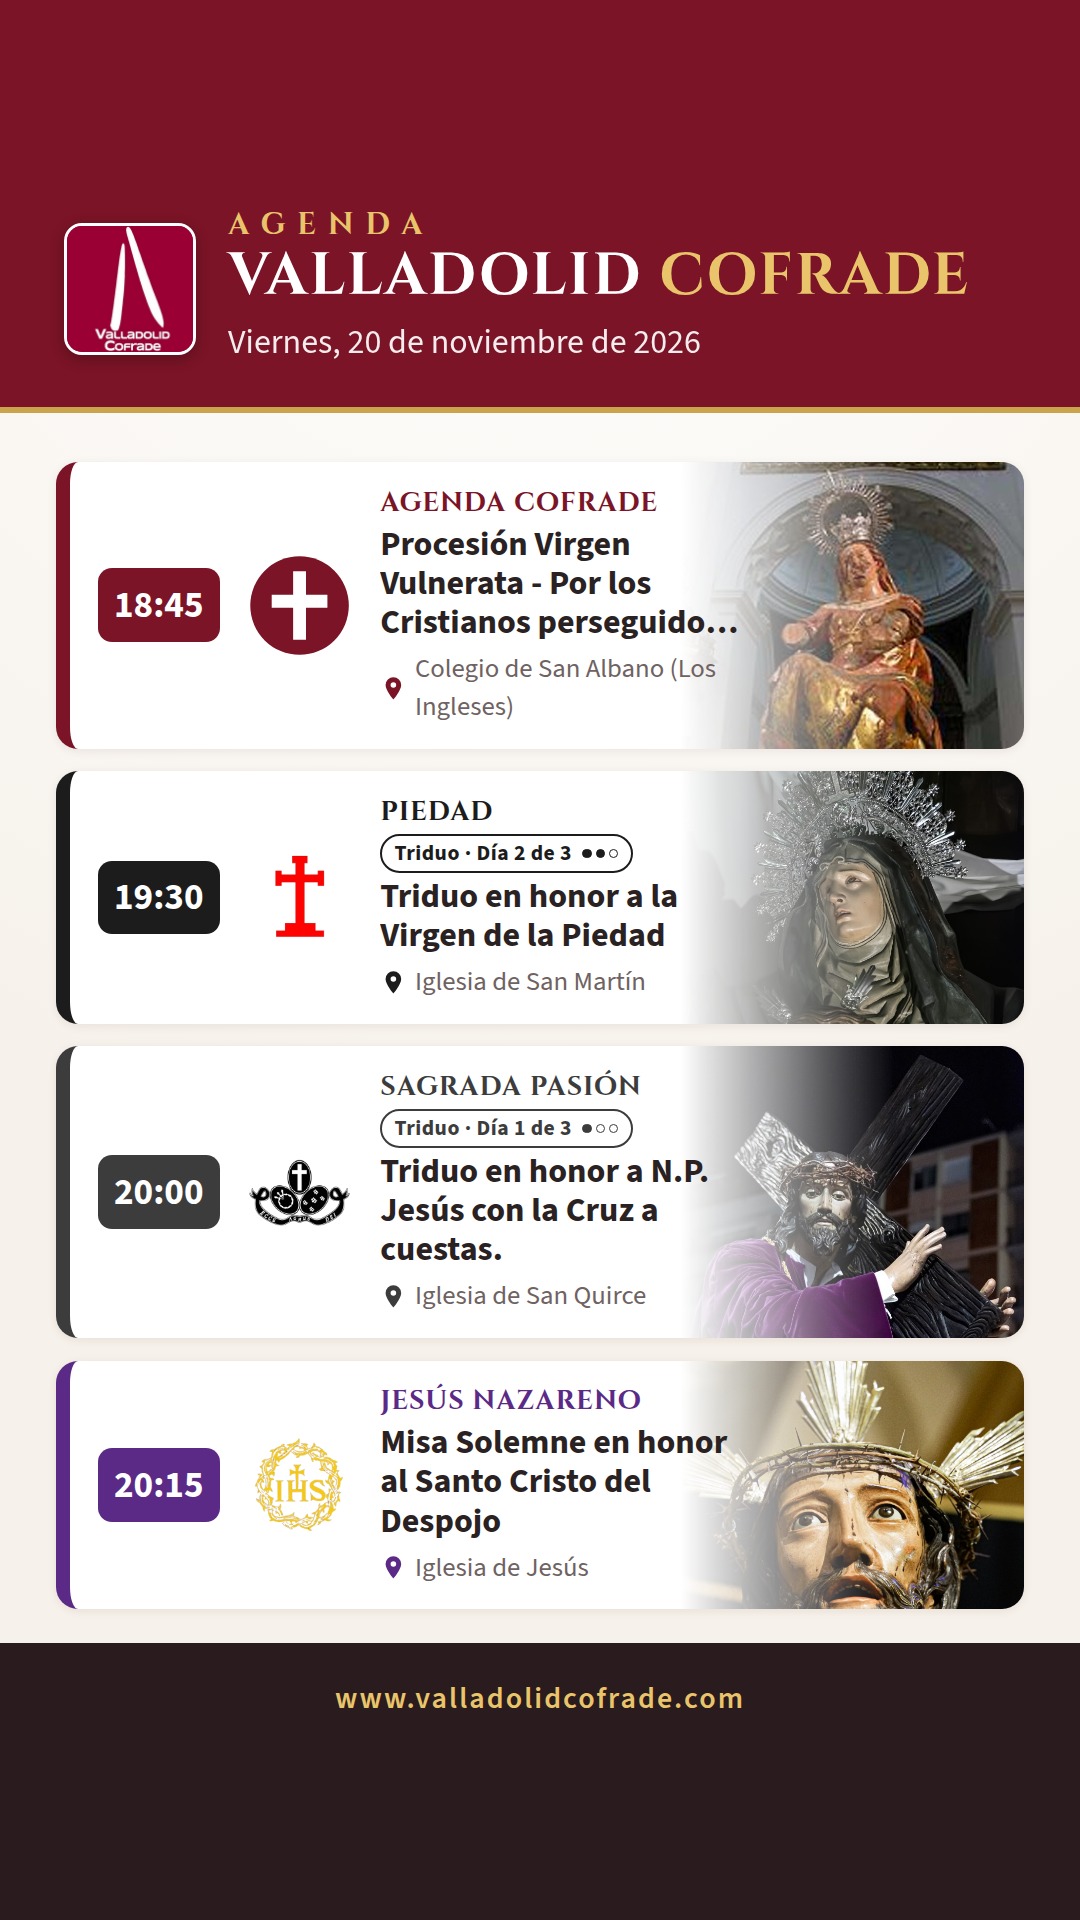 AGENDA
VALLADOLID COFRADE
Viernes, 20 de noviembre de 2026
Valladolid
Cofrade
AGENDA COFRADE
Procesión Virgen
Vulnerata - Por los
Cristianos perseguido...
Colegio de San Albano (Los
Ingleses)
18:45
PIEDAD
Triduo · Día 2 de 3
Triduo en honor a la
Virgen de la Piedad
Iglesia de San Martín
19:30
SAGRADA PASIÓN
Triduo · Día 1 de 3
Triduo en honor a N.P.
Jesús con la Cruz a
cuestas.
Iglesia de San Quirce
20:00
JESÚS NAZARENO
Misa Solemne en honor
al Santo Cristo del
Despojo
Iglesia de Jesús
20:15
IHS
www.valladolidcofrade.com